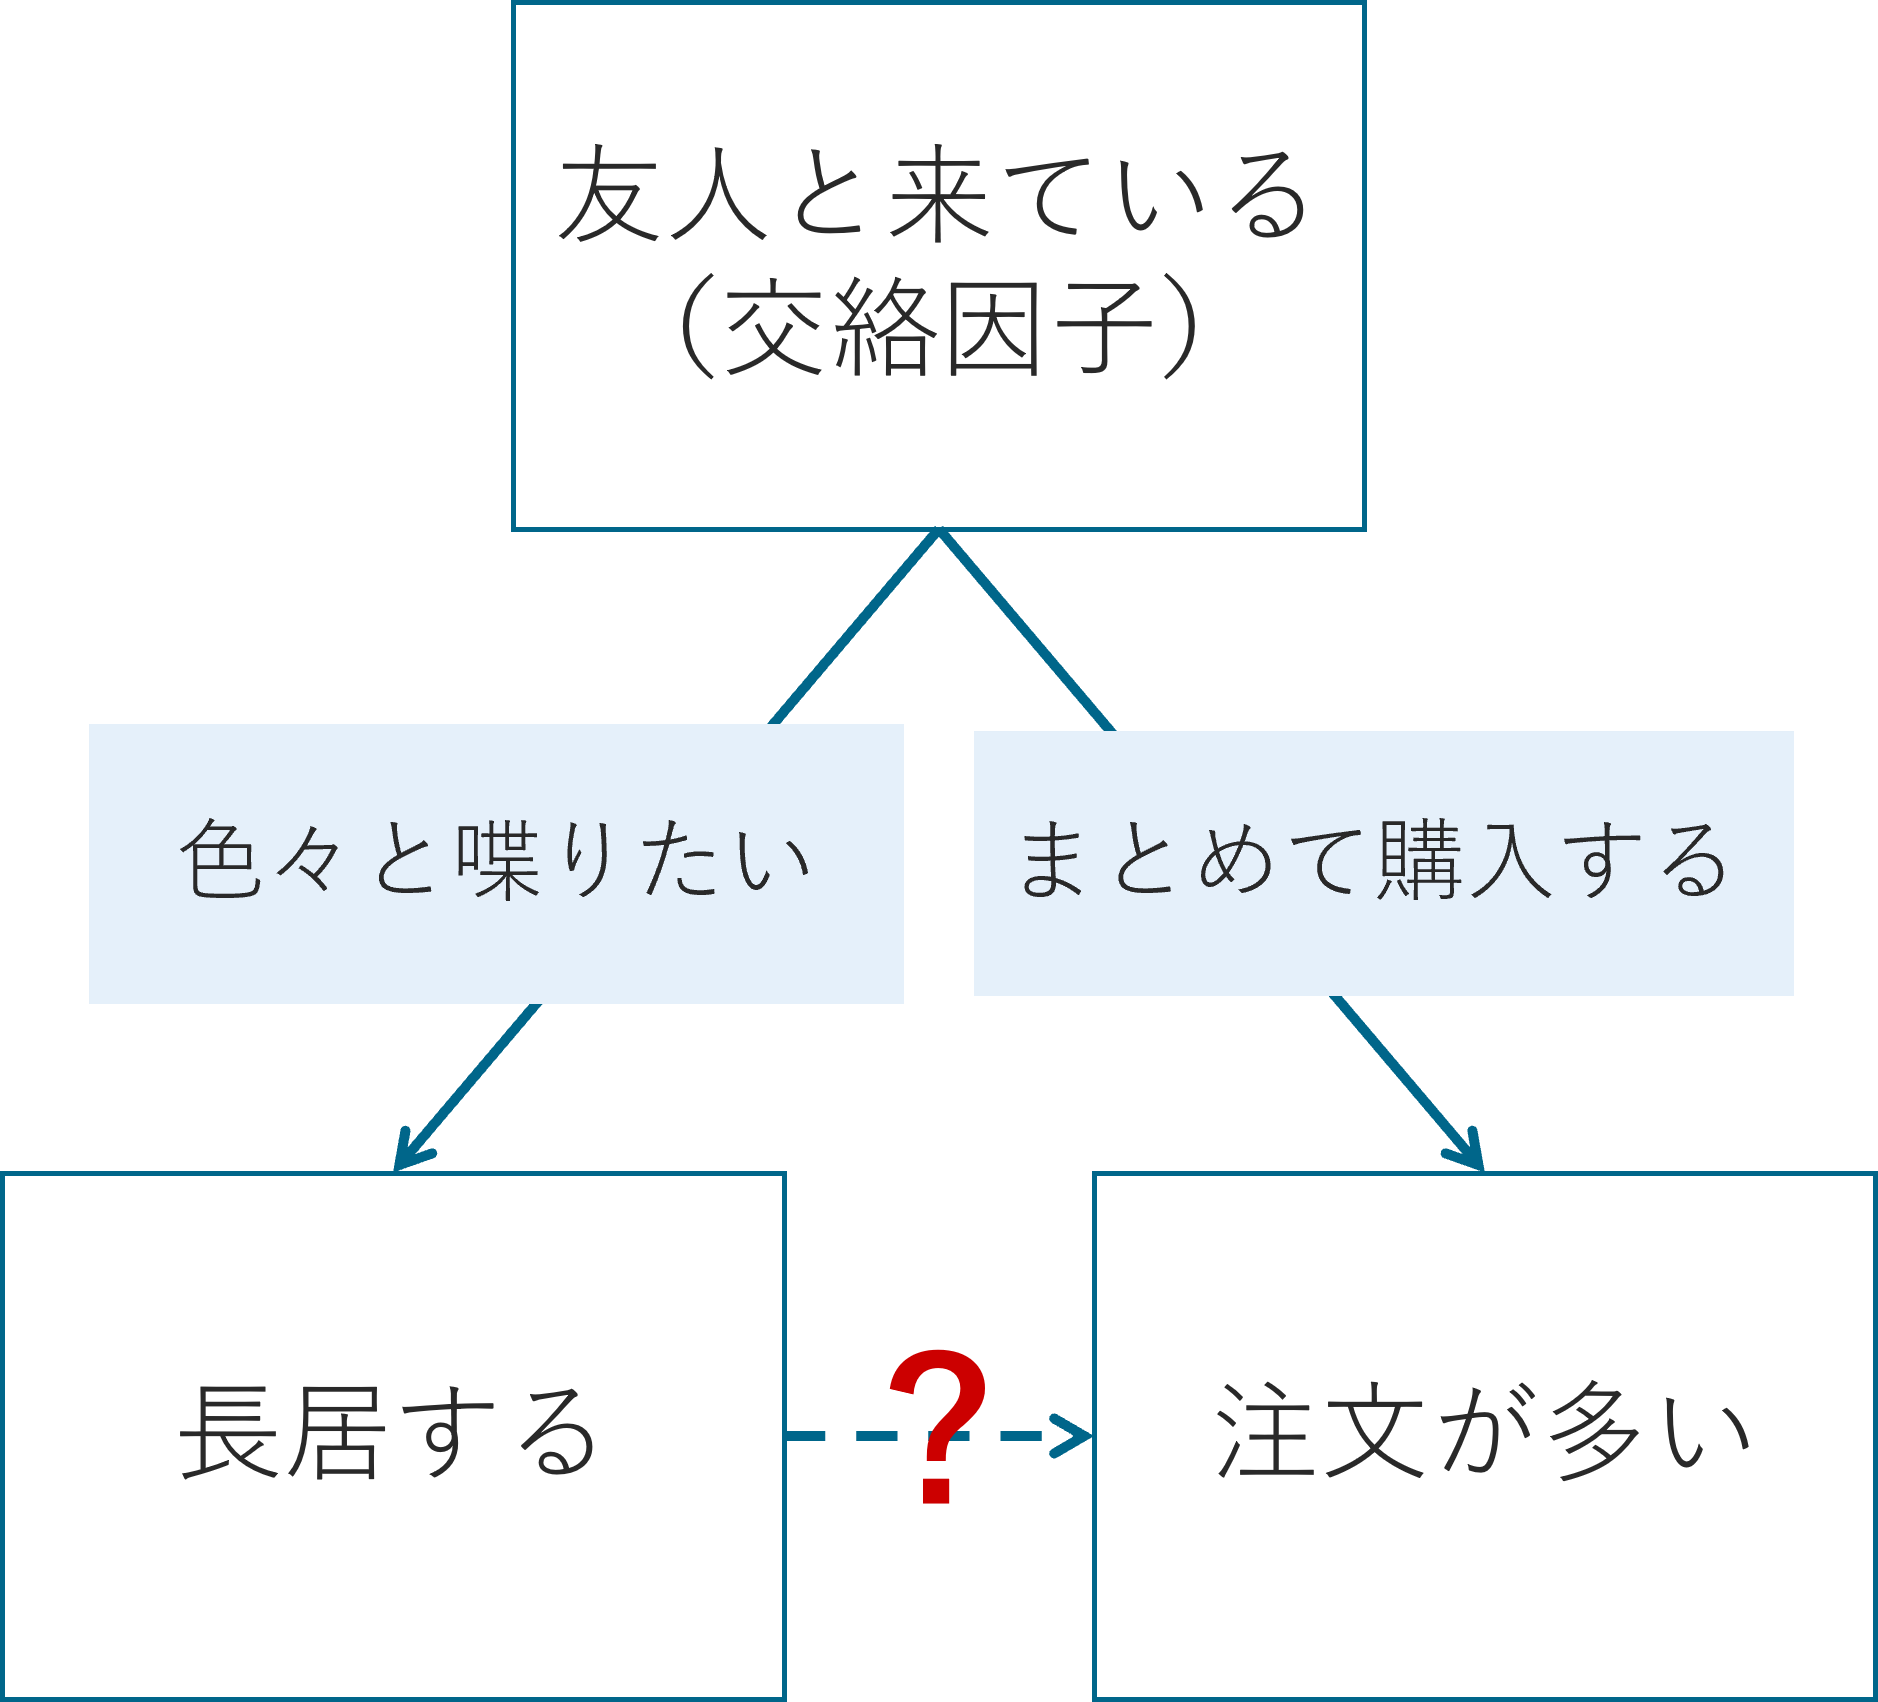 友人と来ている
（交絡因子）
色々と喋りたい
まとめて購入する
長居する
?
注文が多い